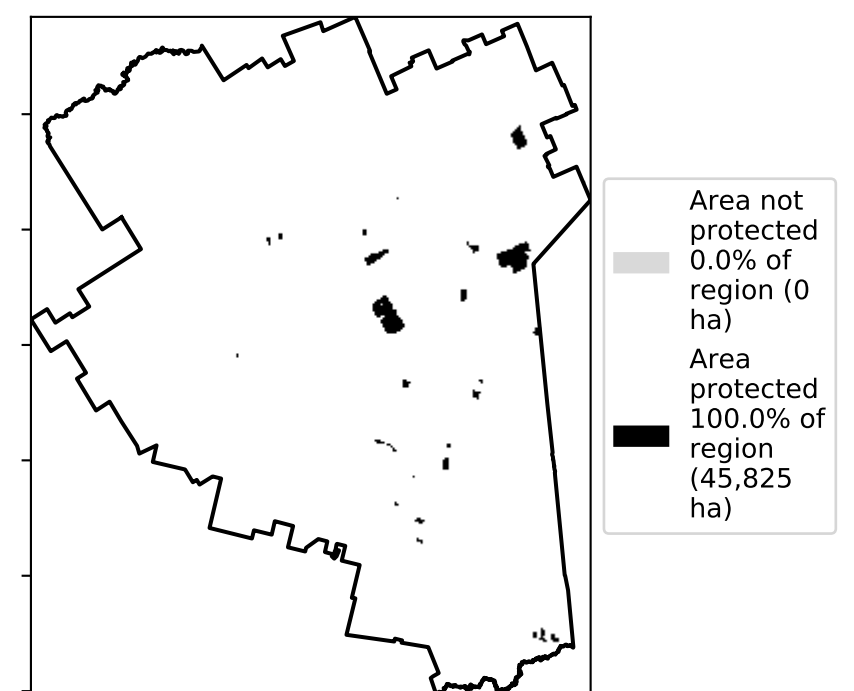 Area not
protected
0.0% of
region (0
ha)
Area
protected
100.0% of
region
(45,825
ha)